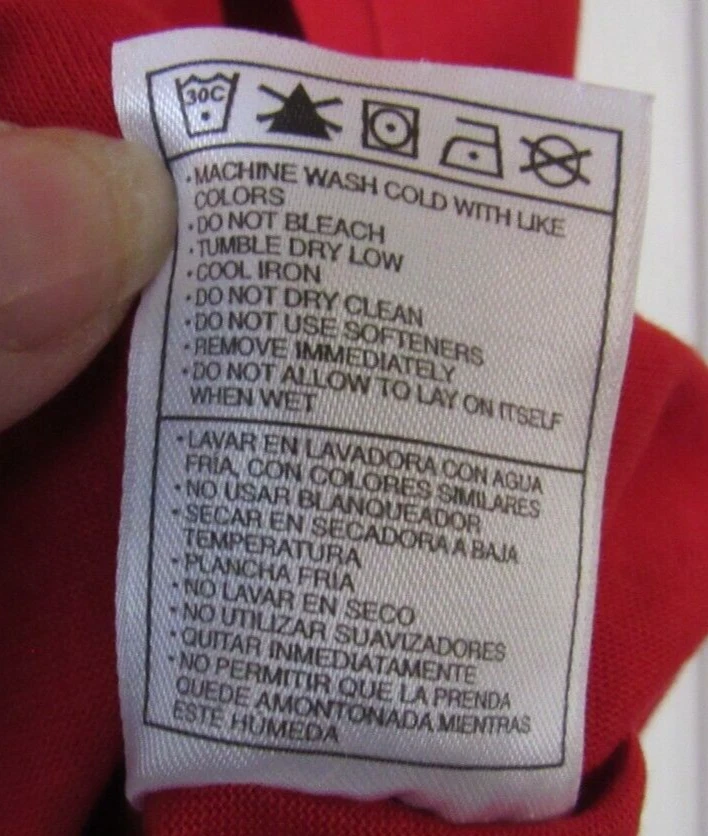 30C
•MACHINE WASH COLD WITH LIKE
COLORS
•DO NOT BLEACH
•TUMBLE DRY LOW
•COOL IRON
•DO NOT DRY CLEAN
•DO NOT USE SOFTENERS
•REMOVE IMMEDIATELY
•DO NOT ALLOW TO LAY ON ITSELF
WHEN WET
•LAVAR EN LAVADORA CON AGUA
FRIA, CON COLORES SIMILARES
•NO USAR BLANQUEADOR
•SECAR EN SECADORA A BAJA
TEMPERATURA
•PLANCHA FRIA
•NO LAVAR EN SECO
•NO UTILIZAR SUAVIZADORES
•QUITAR INMEDIATAMENTE
•NO PERMITIR QUE LA PRENDA
QUEDE AMONTONADA MIENTRAS
ESTE HUMEDA